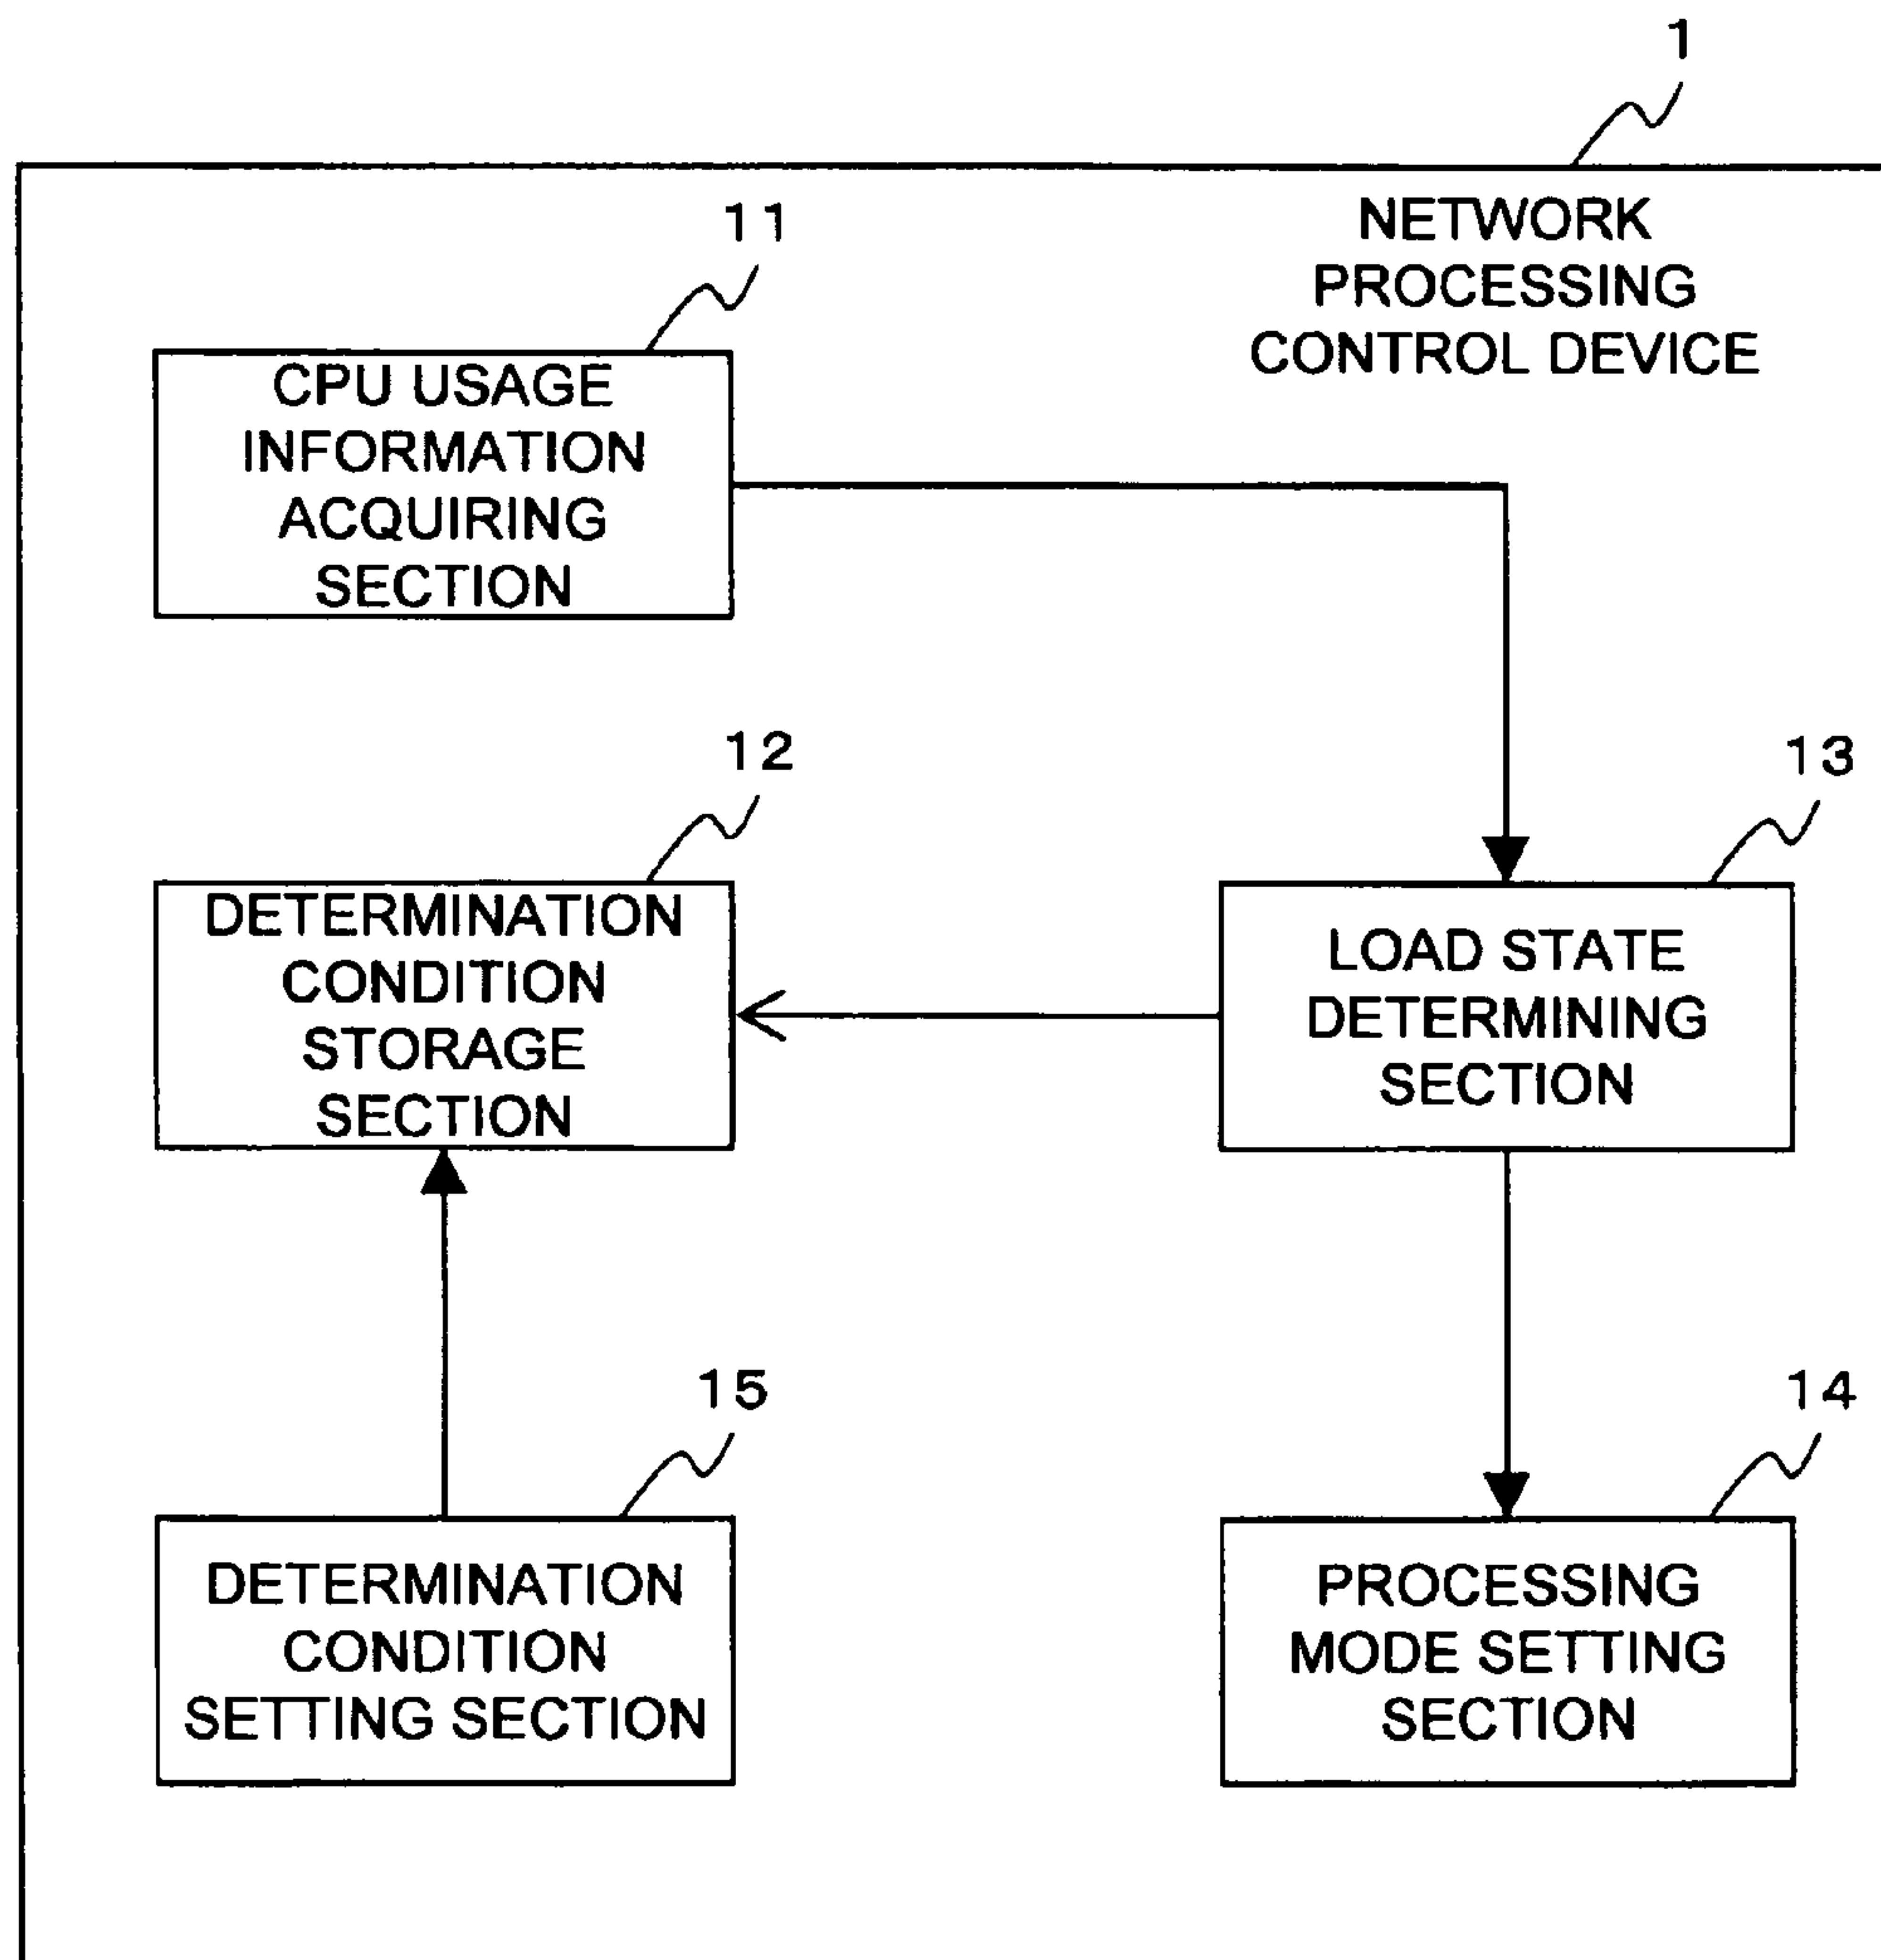 1
NETWORK
PROCESSING
CONTROL DEVICE
11
CPU USAGE
INFORMATION
ACQUIRING
SECTION
12
DETERMINATION
CONDITION
STORAGE
SECTION
13
LOAD STATE
DETERMINING
SECTION
15
DETERMINATION
CONDITION
SETTING SECTION
14
PROCESSING
MODE SETTING
SECTION